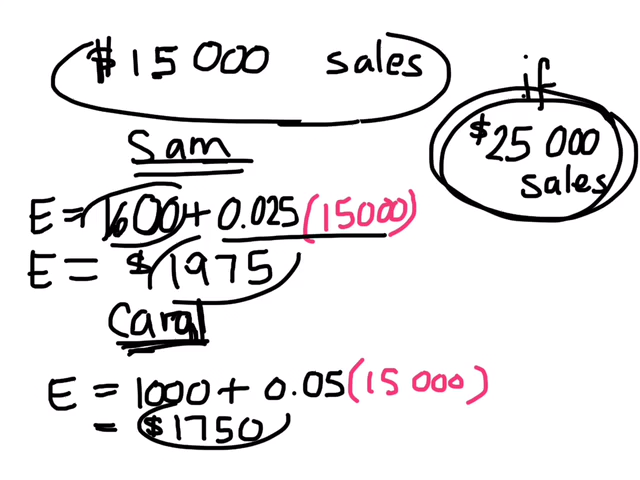 $15 000 sales
if
$25 000
sales
Sam
E = 1600 + 0.025(15000)
E = $1975
Caral
E = 1000 + 0.05(15 000)
= $1750